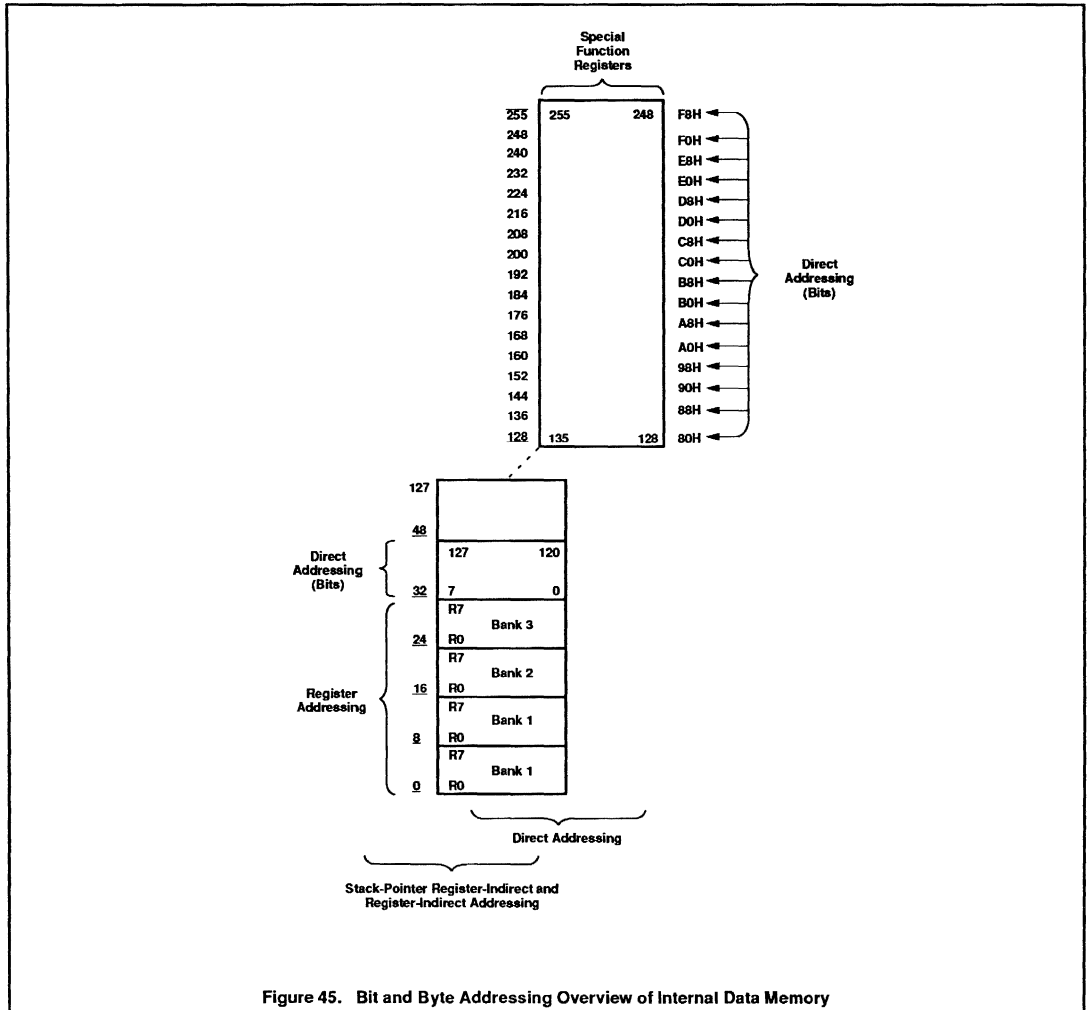 Special
Function
Registers
255 255 248 F8H
248 F0H
240 E8H
232 E0H
224 D8H
216 D0H
208 C8H
200 C0H
192 B8H
184 B0H
176 A8H
168 A0H
160 98H
152 90H
144 88H
136
128 135 128 80H
Direct
Addressing
(Bits)
127
48
Direct
Addressing
(Bits)
127 120
32 7 0
R7
Bank 3
24 R0
R7
Bank 2
16 R0
Register
Addressing
R7
Bank 1
8 R0
R7
Bank 1
0 R0
Direct Addressing
Stack-Pointer Register-Indirect and
Register-Indirect Addressing
Figure 45. Bit and Byte Addressing Overview of Internal Data Memory